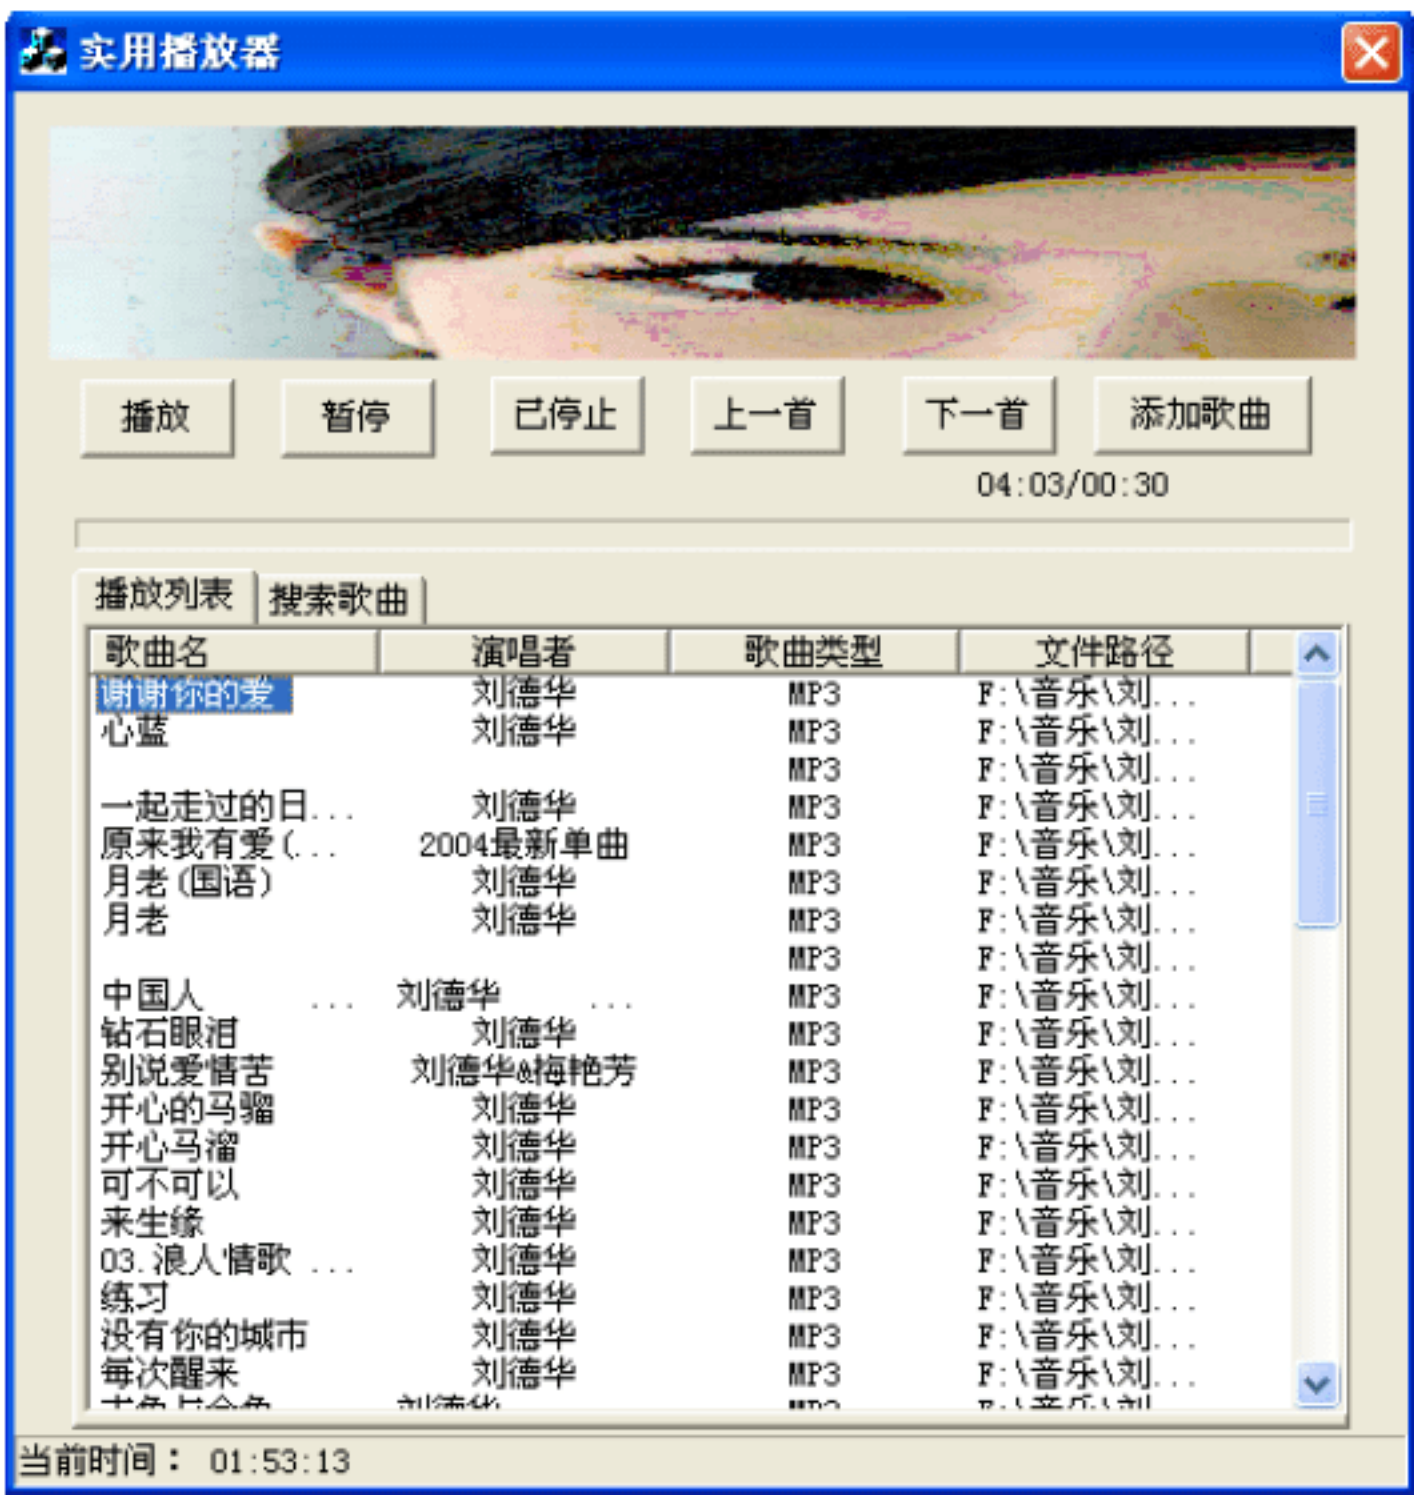 实用播放器
播放 暂停 已停止 上一首 下一首 添加歌曲
04:03/00:30
播放列表 搜索歌曲
歌曲名 演唱者 歌曲类型 文件路径
谢谢你的爱 刘德华 MP3 F:\音乐\刘...
心蓝 刘德华 MP3 F:\音乐\刘...
MP3 F:\音乐\刘...
一起走过的日... 刘德华 MP3 F:\音乐\刘...
原来我有爱(... 2004最新单曲 MP3 F:\音乐\刘...
月老(国语) 刘德华 MP3 F:\音乐\刘...
月老 刘德华 MP3 F:\音乐\刘...
MP3 F:\音乐\刘...
中国人 ... 刘德华 ... MP3 F:\音乐\刘...
钻石眼泪 刘德华 MP3 F:\音乐\刘...
别说爱情苦 刘德华&梅艳芳 MP3 F:\音乐\刘...
开心的马骝 刘德华 MP3 F:\音乐\刘...
开心马溜 刘德华 MP3 F:\音乐\刘...
可不可以 刘德华 MP3 F:\音乐\刘...
来生缘 刘德华 MP3 F:\音乐\刘...
03.浪人情歌 ... 刘德华 MP3 F:\音乐\刘...
练习 刘德华 MP3 F:\音乐\刘...
没有你的城市 刘德华 MP3 F:\音乐\刘...
每次醒来 刘德华 MP3 F:\音乐\刘...
当前时间： 01:53:13